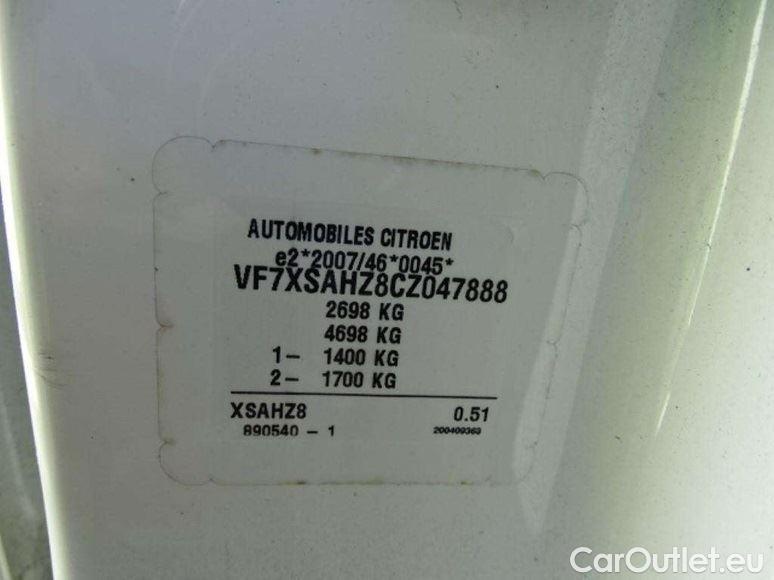 AUTOMOBILES CITROEN
e2*2007/46*0045*
VF7XSAHZ8CZ047888
2698 KG
4698 KG
1- 1400 KG
2- 1700 KG
XSAHZ8 0.51
890540 - 1 200409363
CarOutlet.eu